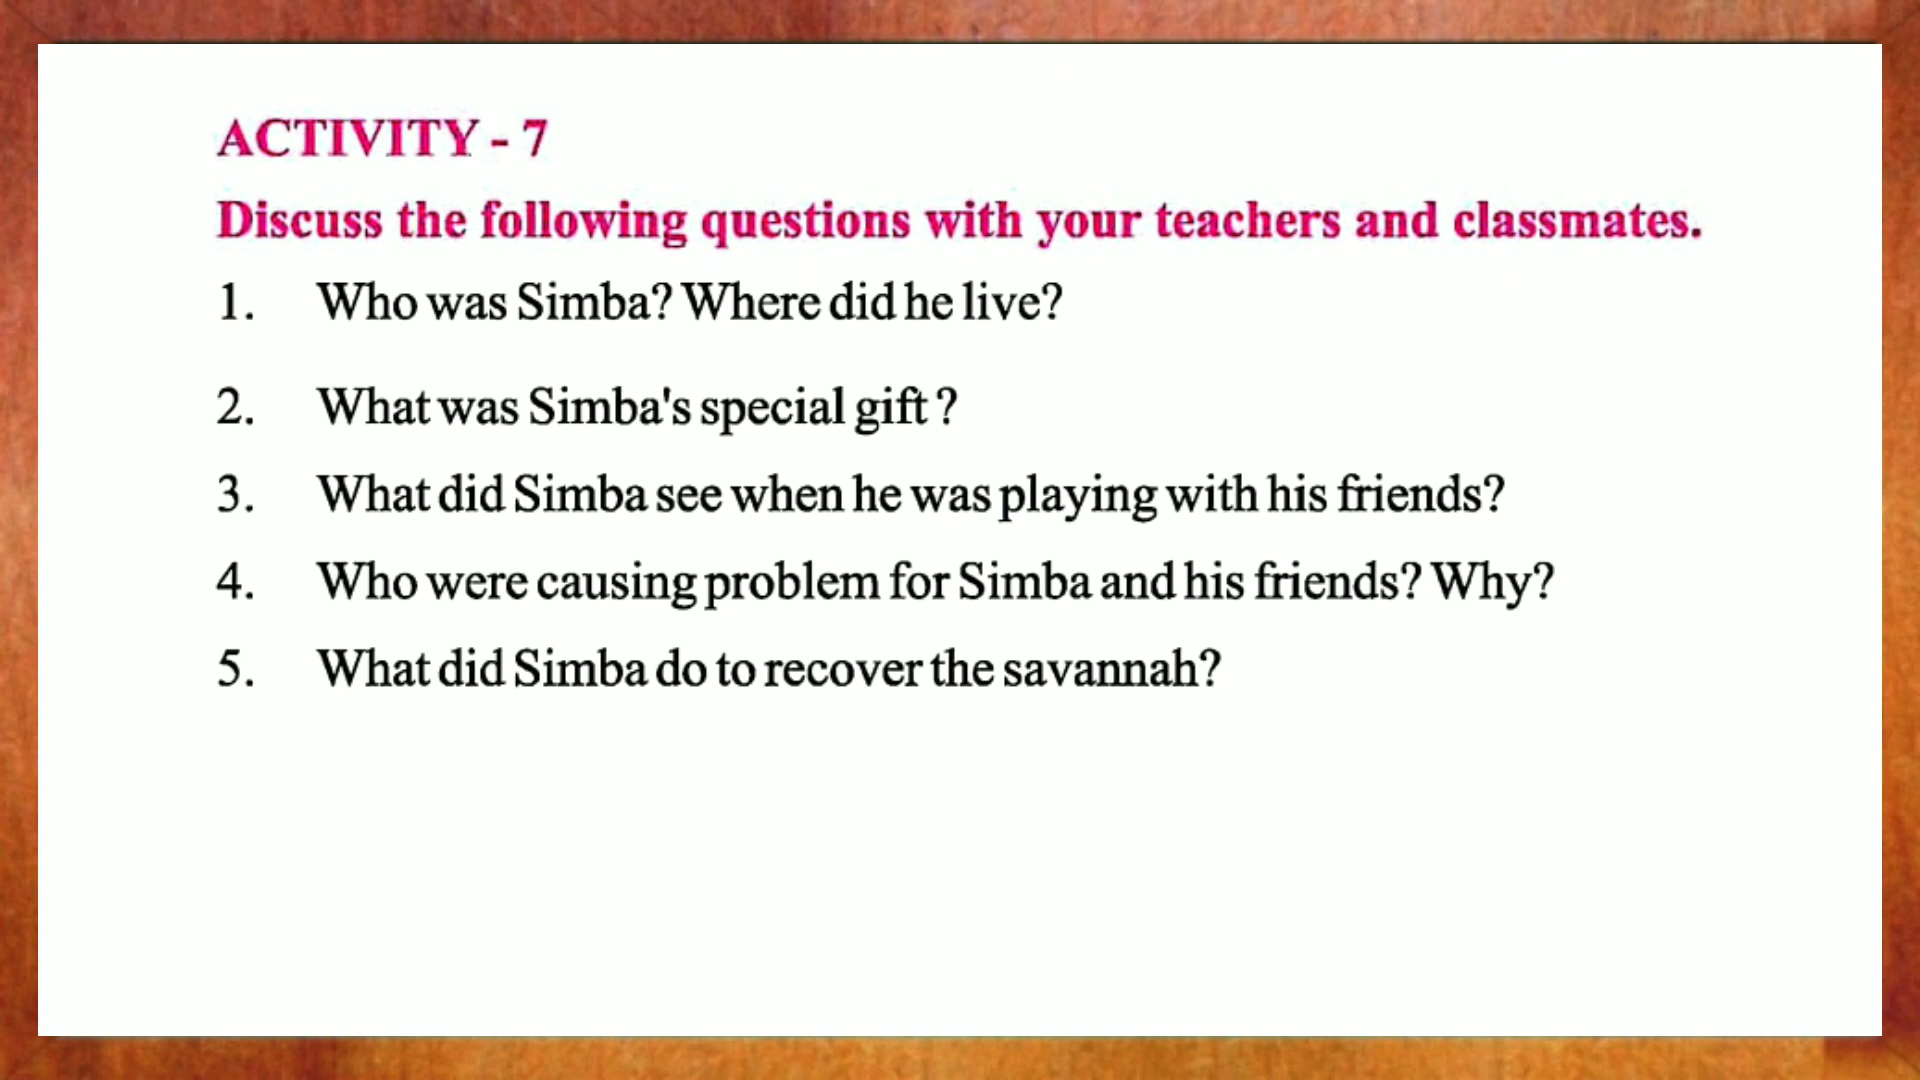 ACTIVITY - 7
Discuss the following questions with your teachers and classmates.
1. Who was Simba? Where did he live?
2. What was Simba's special gift ?
3. What did Simba see when he was playing with his friends?
4. Who were causing problem for Simba and his friends? Why?
5. What did Simba do to recover the savannah?